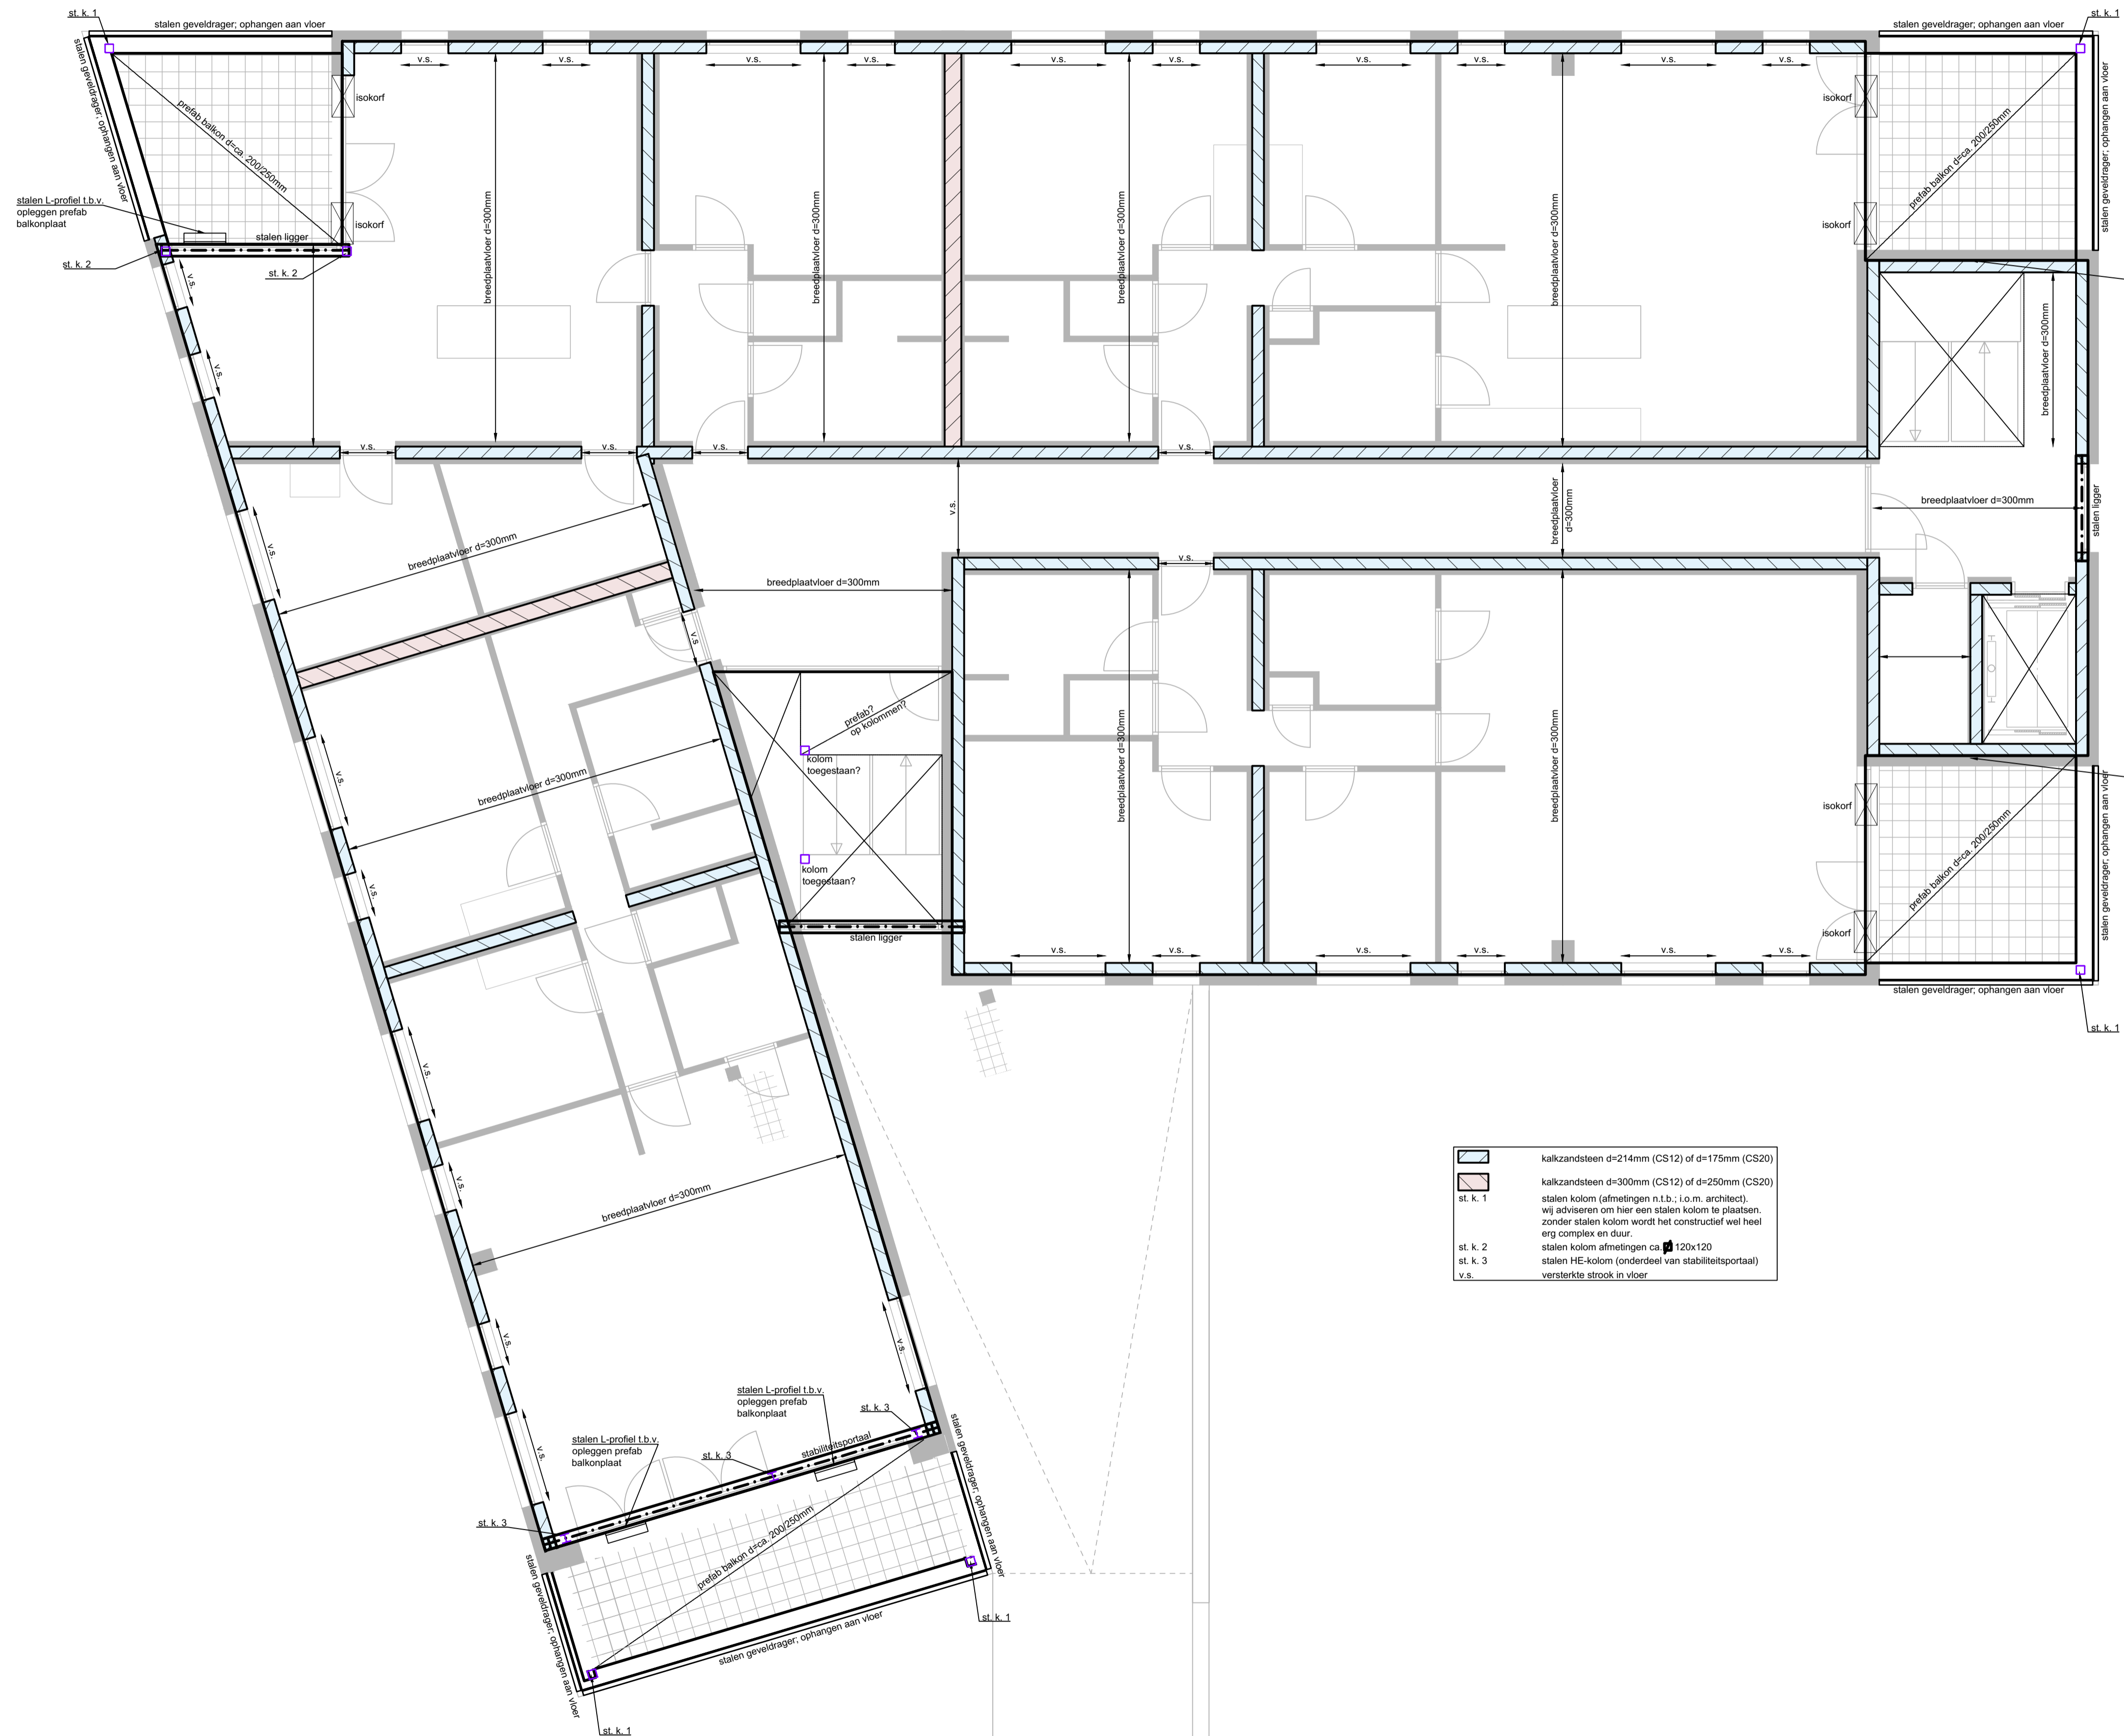 st. k. 1
stalen geveldrager; ophangen aan vloer
stalen geveldrager; ophangen aan vloer
st. k. 1
stalen geveldrager; ophangen aan vloer
v.s.
v.s.
v.s.
v.s.
v.s.
v.s.
v.s.
v.s.
v.s.
v.s.
isokorf
isokorf
prefab balkon d=ca. 200/250mm
prefab balkon d=ca. 200/250mm
stalen geveldrager; ophangen aan vloer
stalen L-profiel t.b.v.
opleggen prefab
balkonplaat
isokorf
isokorf
stalen ligger
st. k. 2
st. k. 2
breedplaatvloer d=300mm
breedplaatvloer d=300mm
breedplaatvloer d=300mm
breedplaatvloer d=300mm
breedplaatvloer d=300mm
v.s.
v.s.
v.s.
v.s.
v.s.
v.s.
v.s.
breedplaatvloer
d=300mm
breedplaatvloer d=300mm
stalen ligger
v.s.
breedplaatvloer d=300mm
breedplaatvloer d=300mm
v.s.
v.s
prefab?
op kolommen?
kolom
toegestaan?
kolom
toegestaan?
stalen ligger
v.s.
breedplaatvloer d=300mm
v.s.
breedplaatvloer d=300mm
breedplaatvloer d=300mm
isokorf
isokorf
prefab balkon d=ca. 200/250mm
stalen geveldrager; ophangen aan vloer
v.s.
v.s.
v.s.
v.s.
v.s.
v.s.
stalen geveldrager; ophangen aan vloer
st. k. 1
v.s.
v.s.
breedplaatvloer d=300mm
v.s.
v.s.
v.s.
kalkzandsteen d=214mm (CS12) of d=175mm (CS20)
kalkzandsteen d=300mm (CS12) of d=250mm (CS20)
st. k. 1 stalen kolom (afmetingen n.t.b.; i.o.m. architect).
wij adviseren om hier een stalen kolom te plaatsen.
zonder stalen kolom wordt het constructief wel heel
erg complex en duur.
st. k. 2 stalen kolom afmetingen ca. 120x120
st. k. 3 stalen HE-kolom (onderdeel van stabiliteitsportaal)
v.s. versterkte strook in vloer
stalen L-profiel t.b.v.
opleggen prefab
balkonplaat
st. k. 3
stabiliteitsportaal
stalen L-profiel t.b.v.
opleggen prefab
balkonplaat
st. k. 3
st. k. 3
prefab balkon d=ca. 200/250mm
stalen geveldrager; ophangen aan vloer
stalen geveldrager; ophangen aan vloer
stalen geveldrager; ophangen aan vloer
st. k. 1
st. k. 1